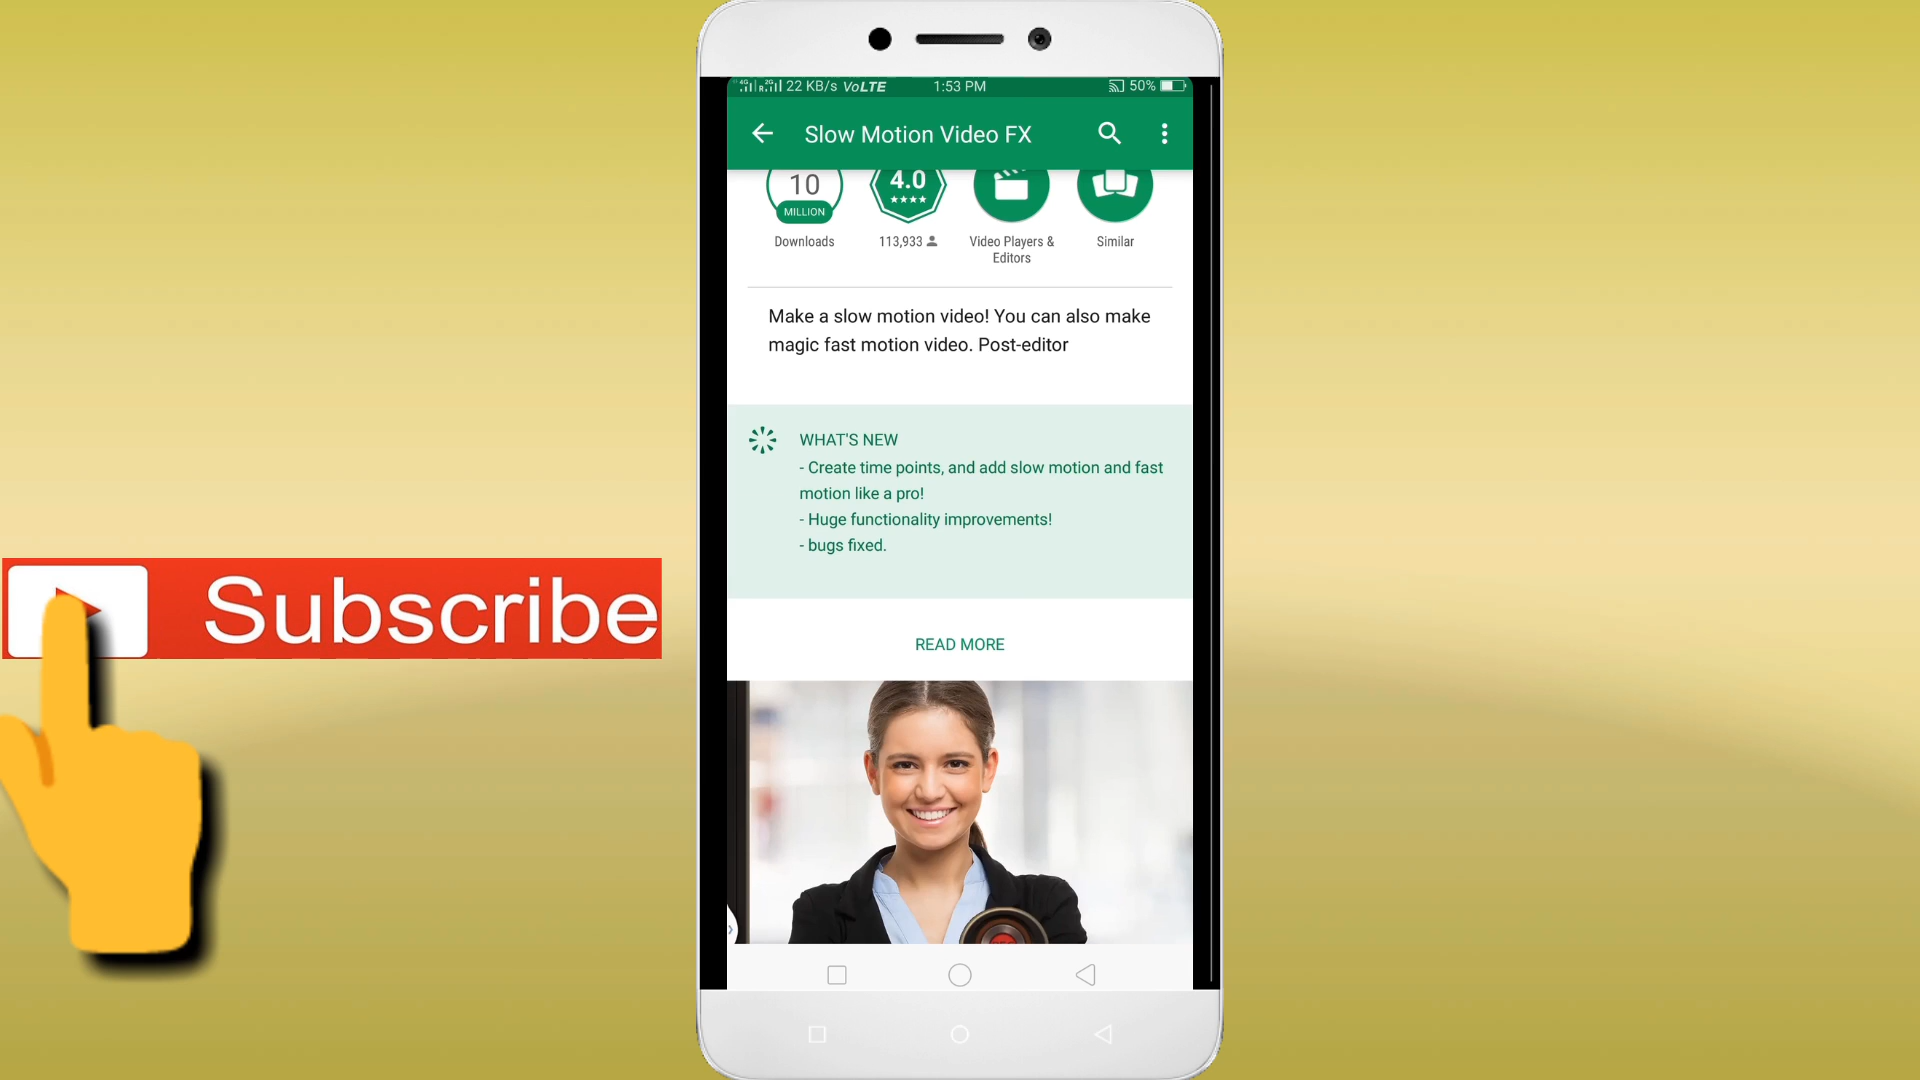 4G 2G 22 KB/s VoLTE 1:53 PM 50%
Slow Motion Video FX
10 4.0
MILLION
Downloads 113,933 Video Players & Similar
Editors
Make a slow motion video! You can also make
magic fast motion video. Post-editor
WHAT'S NEW
- Create time points, and add slow motion and fast
motion like a pro!
- Huge functionality improvements!
- bugs fixed.
Subscribe
READ MORE